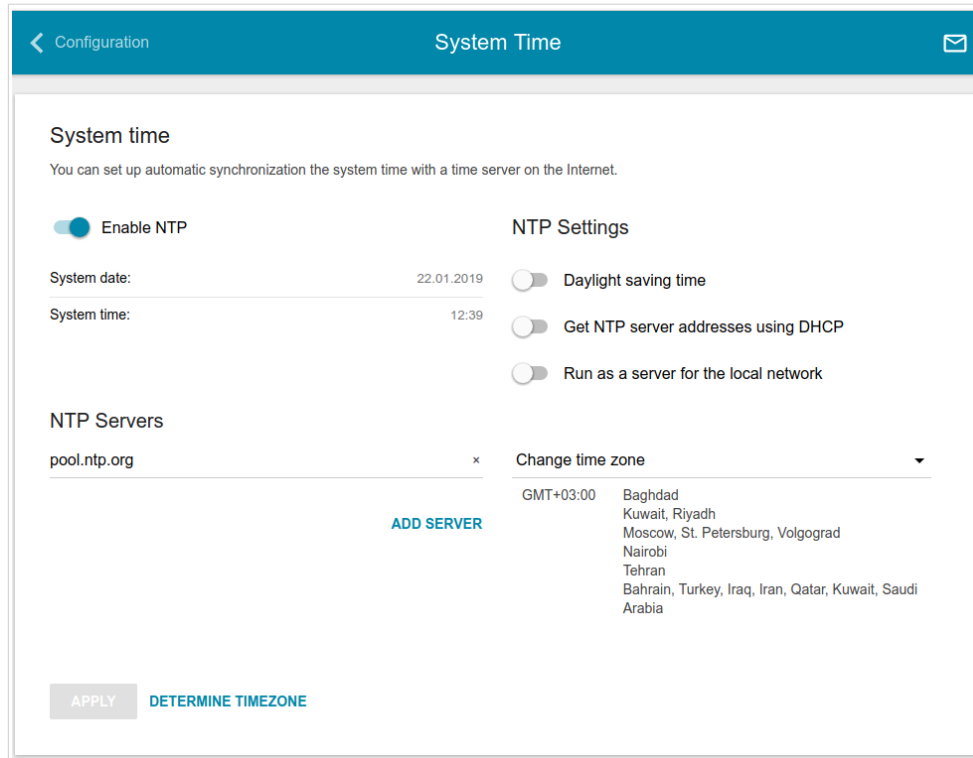 Configuration
System Time
System time
You can set up automatic synchronization the system time with a time server on the Internet.
Enable NTP
System date: 22.01.2019
System time: 12:39
NTP Settings
Daylight saving time
Get NTP server addresses using DHCP
Run as a server for the local network
NTP Servers
pool.ntp.org ×
ADD SERVER
Change time zone
GMT+03:00 Baghdad
Kuwait, Riyadh
Moscow, St. Petersburg, Volgograd
Nairobi
Tehran
Bahrain, Turkey, Iraq, Iran, Qatar, Kuwait, Saudi
Arabia
APPLY
DETERMINE TIMEZONE